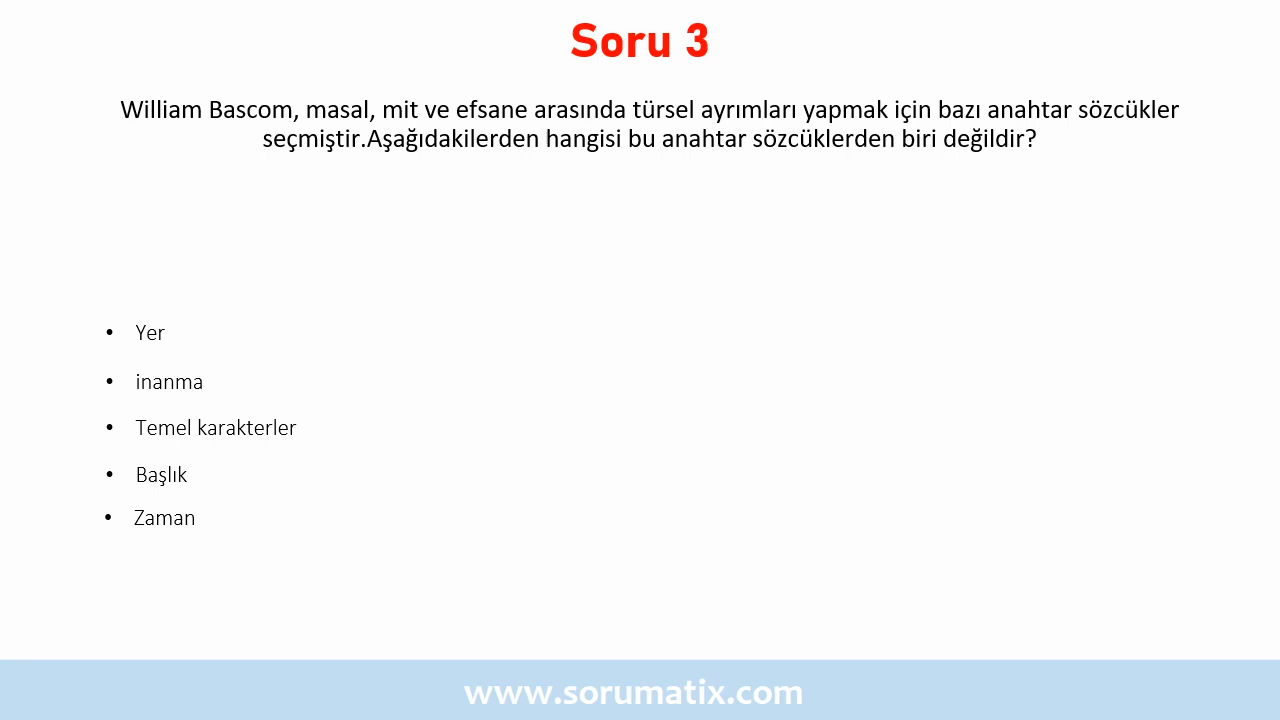 Soru 3
William Bascom, masal, mit ve efsane arasında türsel ayrımları yapmak için bazı anahtar sözcükler
seçmiştir.Aşağıdakilerden hangisi bu anahtar sözcüklerden biri değildir?
• Yer
• inanma
• Temel karakterler
• Başlık
• Zaman
www.sorumatix.com